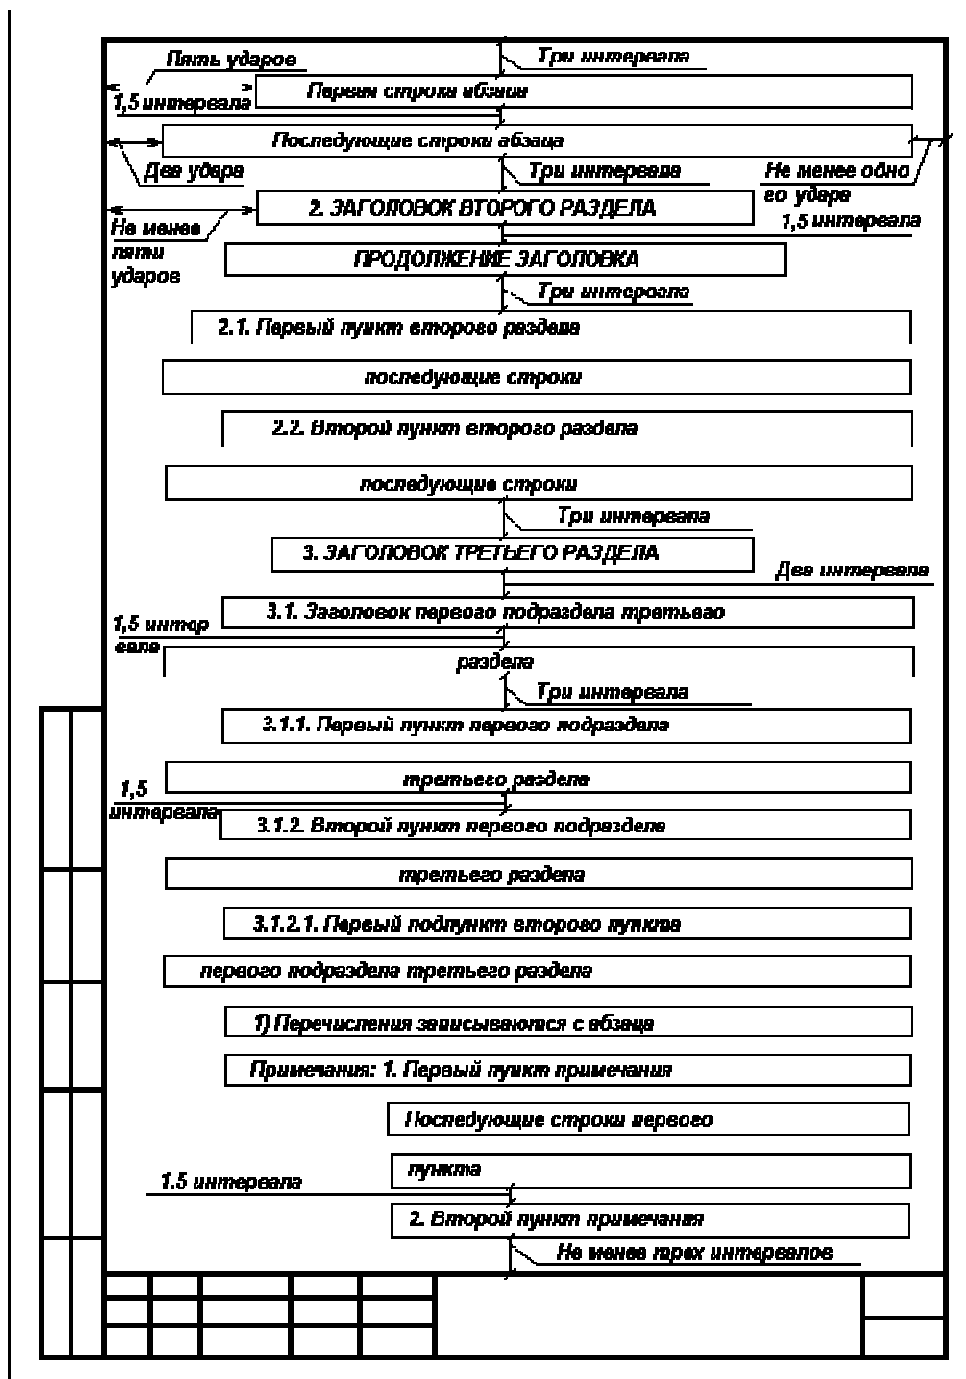 Пять ударов
Три интервала
Первая строка абзаца
1,5 интервала
Последующие строки абзаца
Два удара
Три интервала
Не менее одно
го удара
2. ЗАГОЛОВОК ВТОРОГО РАЗДЕЛА
1,5 интервала
Не менее
пяти
ударов
ПРОДОЛЖЕНИЕ ЗАГОЛОВКА
Три интервала
2.1. Первый пункт второго раздела
последующие строки
2.2. Второй пункт второго раздела
последующие строки
Три интервала
3. ЗАГОЛОВОК ТРЕТЬЕГО РАЗДЕЛА
Два интервала
3.1. Заголовок первого подраздела третьего
1,5 интер
вала
раздела
Три интервала
3.1.1. Первый пункт первого подраздела
третьего раздела
1,5
интервала
3.1.2. Второй пункт первого подраздела
третьего раздела
3.1.2.1. Первый подпункт второго пункта
первого подраздела третьего раздела
1) Перечисления записываются с абзаца
Примечания: 1. Первый пункт примечания
Последующие строки первого
пункта
1.5 интервала
2. Второй пункт примечания
Не менее трех интервалов